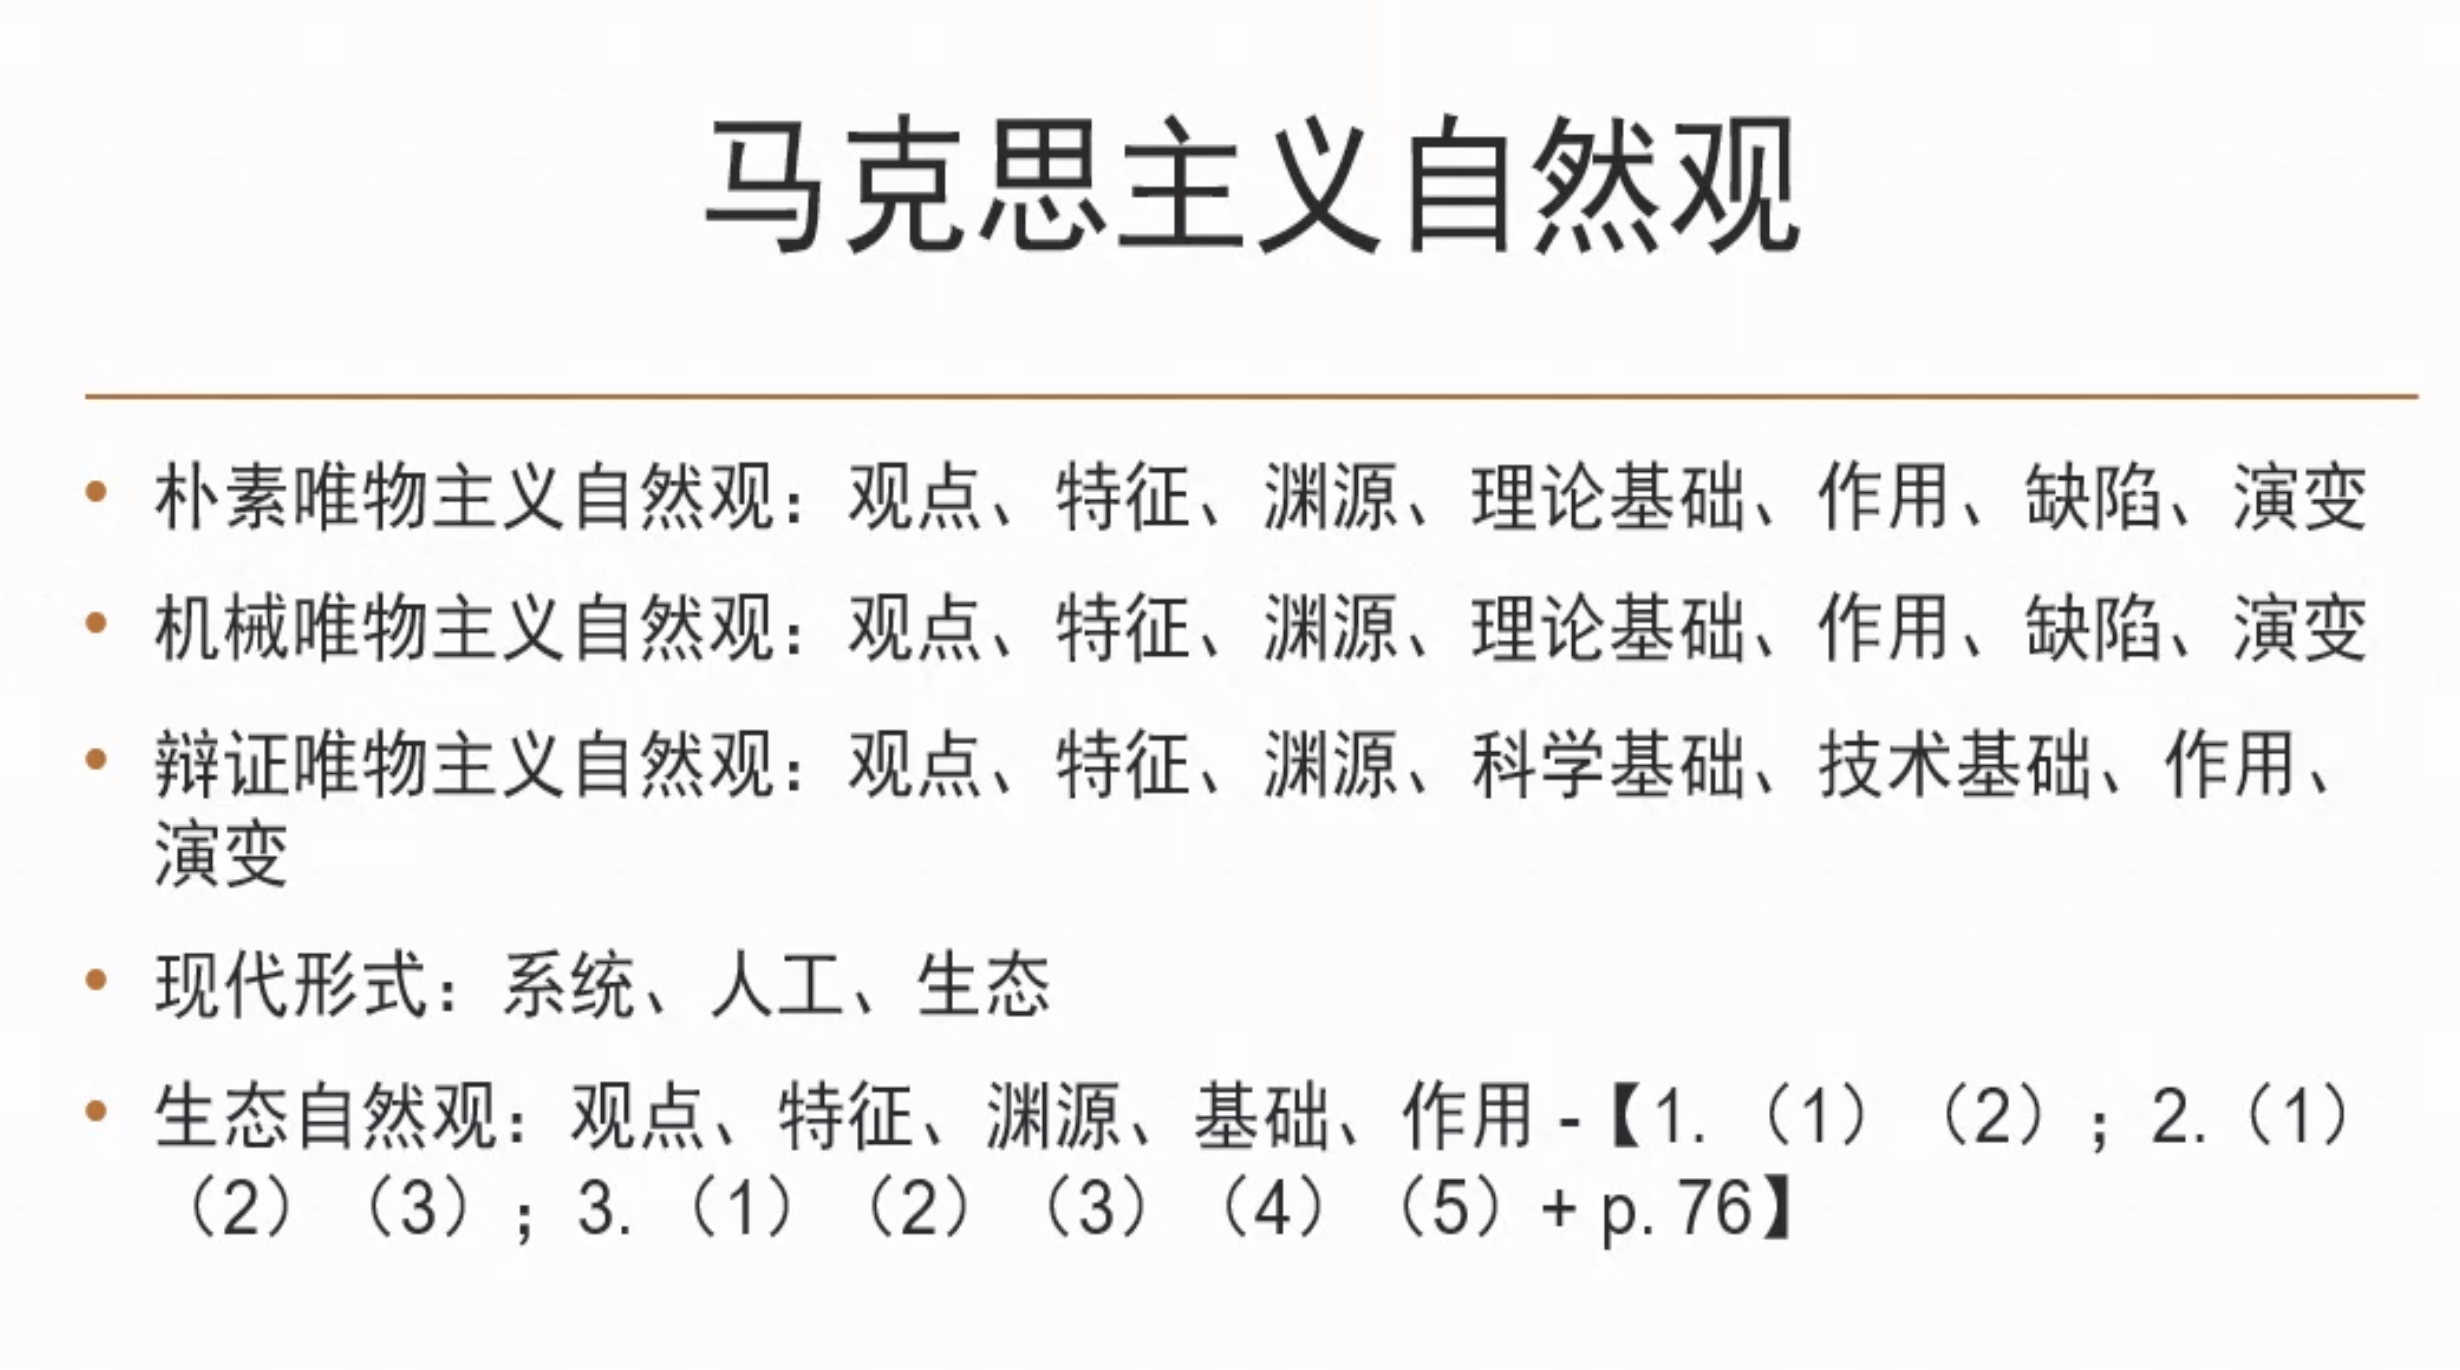 马克思主义自然观
• 朴素唯物主义自然观：观点、特征、渊源、理论基础、作用、缺陷、演变
• 机械唯物主义自然观：观点、特征、渊源、理论基础、作用、缺陷、演变
• 辩证唯物主义自然观：观点、特征、渊源、科学基础、技术基础、作用、
演变
• 现代形式：系统、人工、生态
• 生态自然观：观点、特征、渊源、基础、作用 -【1. （1）（2）；2.（1）
（2）（3）；3. （1）（2）（3）（4）（5）+ p. 76】